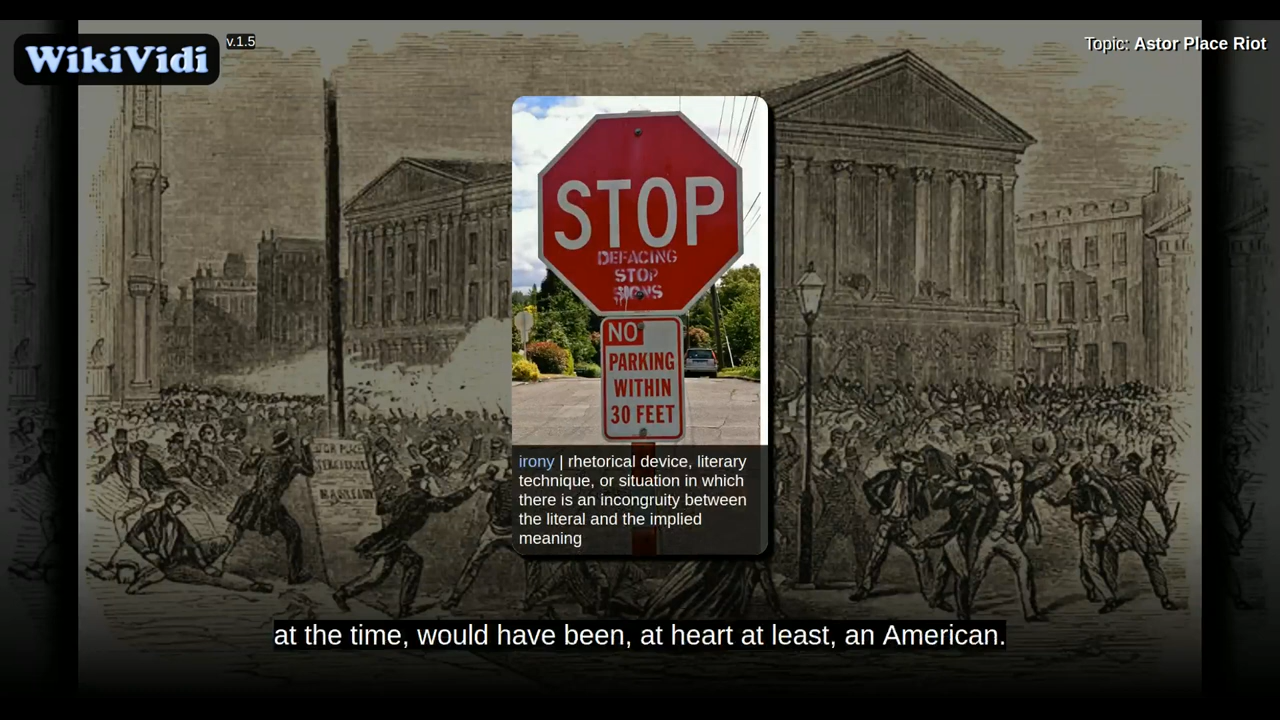 WikiVidi
v.1.5
Topic: Astor Place Riot
STOP
DEFACING
STOP
SIGNS
NO
PARKING
WITHIN
30 FEET
irony | rhetorical device, literary
technique, or situation in which
there is an incongruity between
the literal and the implied
meaning
at the time, would have been, at heart at least, an American.